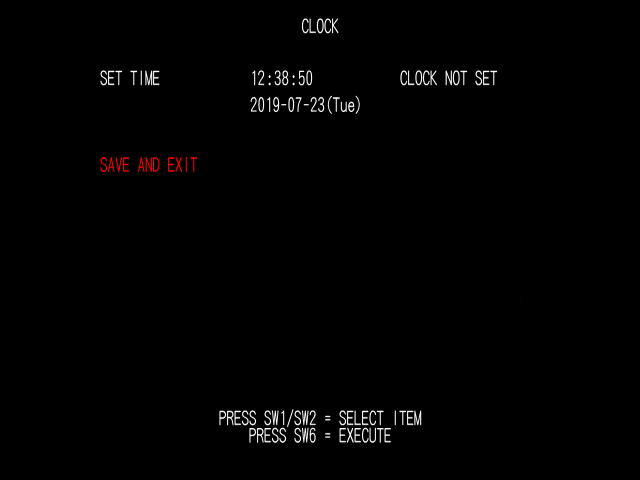 CLOCK
SET TIME 12:38:50 CLOCK NOT SET
2019-07-23(Tue)
SAVE AND EXIT
PRESS SW1/SW2 = SELECT ITEM
PRESS SW6 = EXECUTE